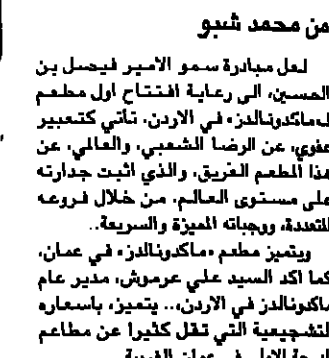 من محمد شبو
لعل مبادرة سمو الامير فيصل بن
الحسين، الى رعاية افتتاح اول مطعم
لـ«ماكدونالدز» في الاردن، تأتي كتعبير
عفوي، عن الرضا الشعبي، والعالي، عن
هذا المطعم العريق، والذي اثبت جدارته
على مستوى العالم، من خلال فروعه
المتعددة، ووجباته المميزة والسريعة..
ويتميز مطعم «ماكدونالدز» في عمان،
كما اكد السيد علي عرموش، مدير عام
ماكدونالدز في الاردن،.. يتميز، باسعاره
التشجيعية التي تقل كثيرا عن مطاعم